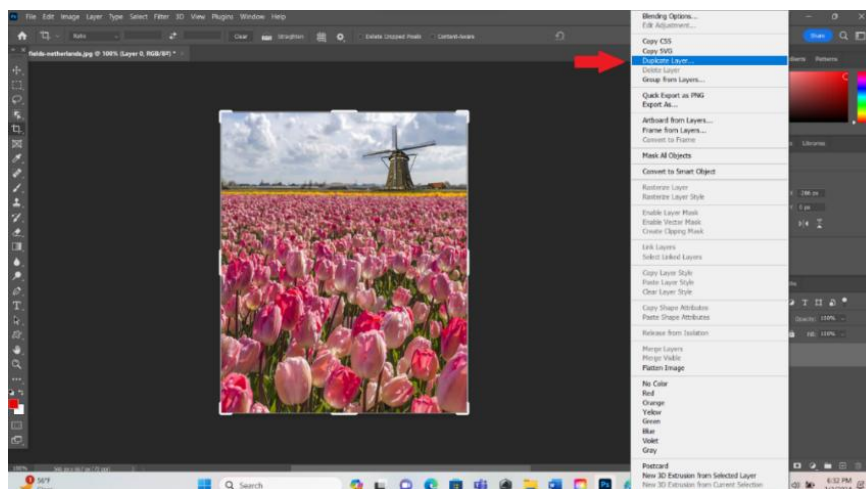 File Edit Image Layer Type Select Filter 3D View Plugins Window Help
Ratio Clear Straighten Delete Cropped Pixels Content-Aware Share
fields-netherlands.jpg @ 100% (Layer 0, RGB/8#) *
Blending Options...
Edit Adjustment...
Copy CSS
Copy SVG
Duplicate Layer...
Delete Layer
Group from Layers...
Quick Export as PNG
Export As...
Artboard from Layers...
Frame from Layers...
Convert to Frame
Mask All Objects
Convert to Smart Object
Rasterize Layer
Rasterize Layer Style
Enable Layer Mask
Enable Vector Mask
Create Clipping Mask
Link Layers
Select Linked Layers
Copy Layer Style
Paste Layer Style
Clear Layer Style
Copy Shape Attributes
Paste Shape Attributes
Release from Isolation
Merge Layers
Merge Visible
Flatten Image
No Color
Red
Orange
Yellow
Green
Blue
Violet
Gray
Postcard
New 3D Extrusion from Selected Layer
New 3D Extrusion from Current Selection
Patterns
Libraries
X: 286 px
Y: 0 px
Opacity: 100%
Fill: 100%
100%
56°F
Search
6:32 PM